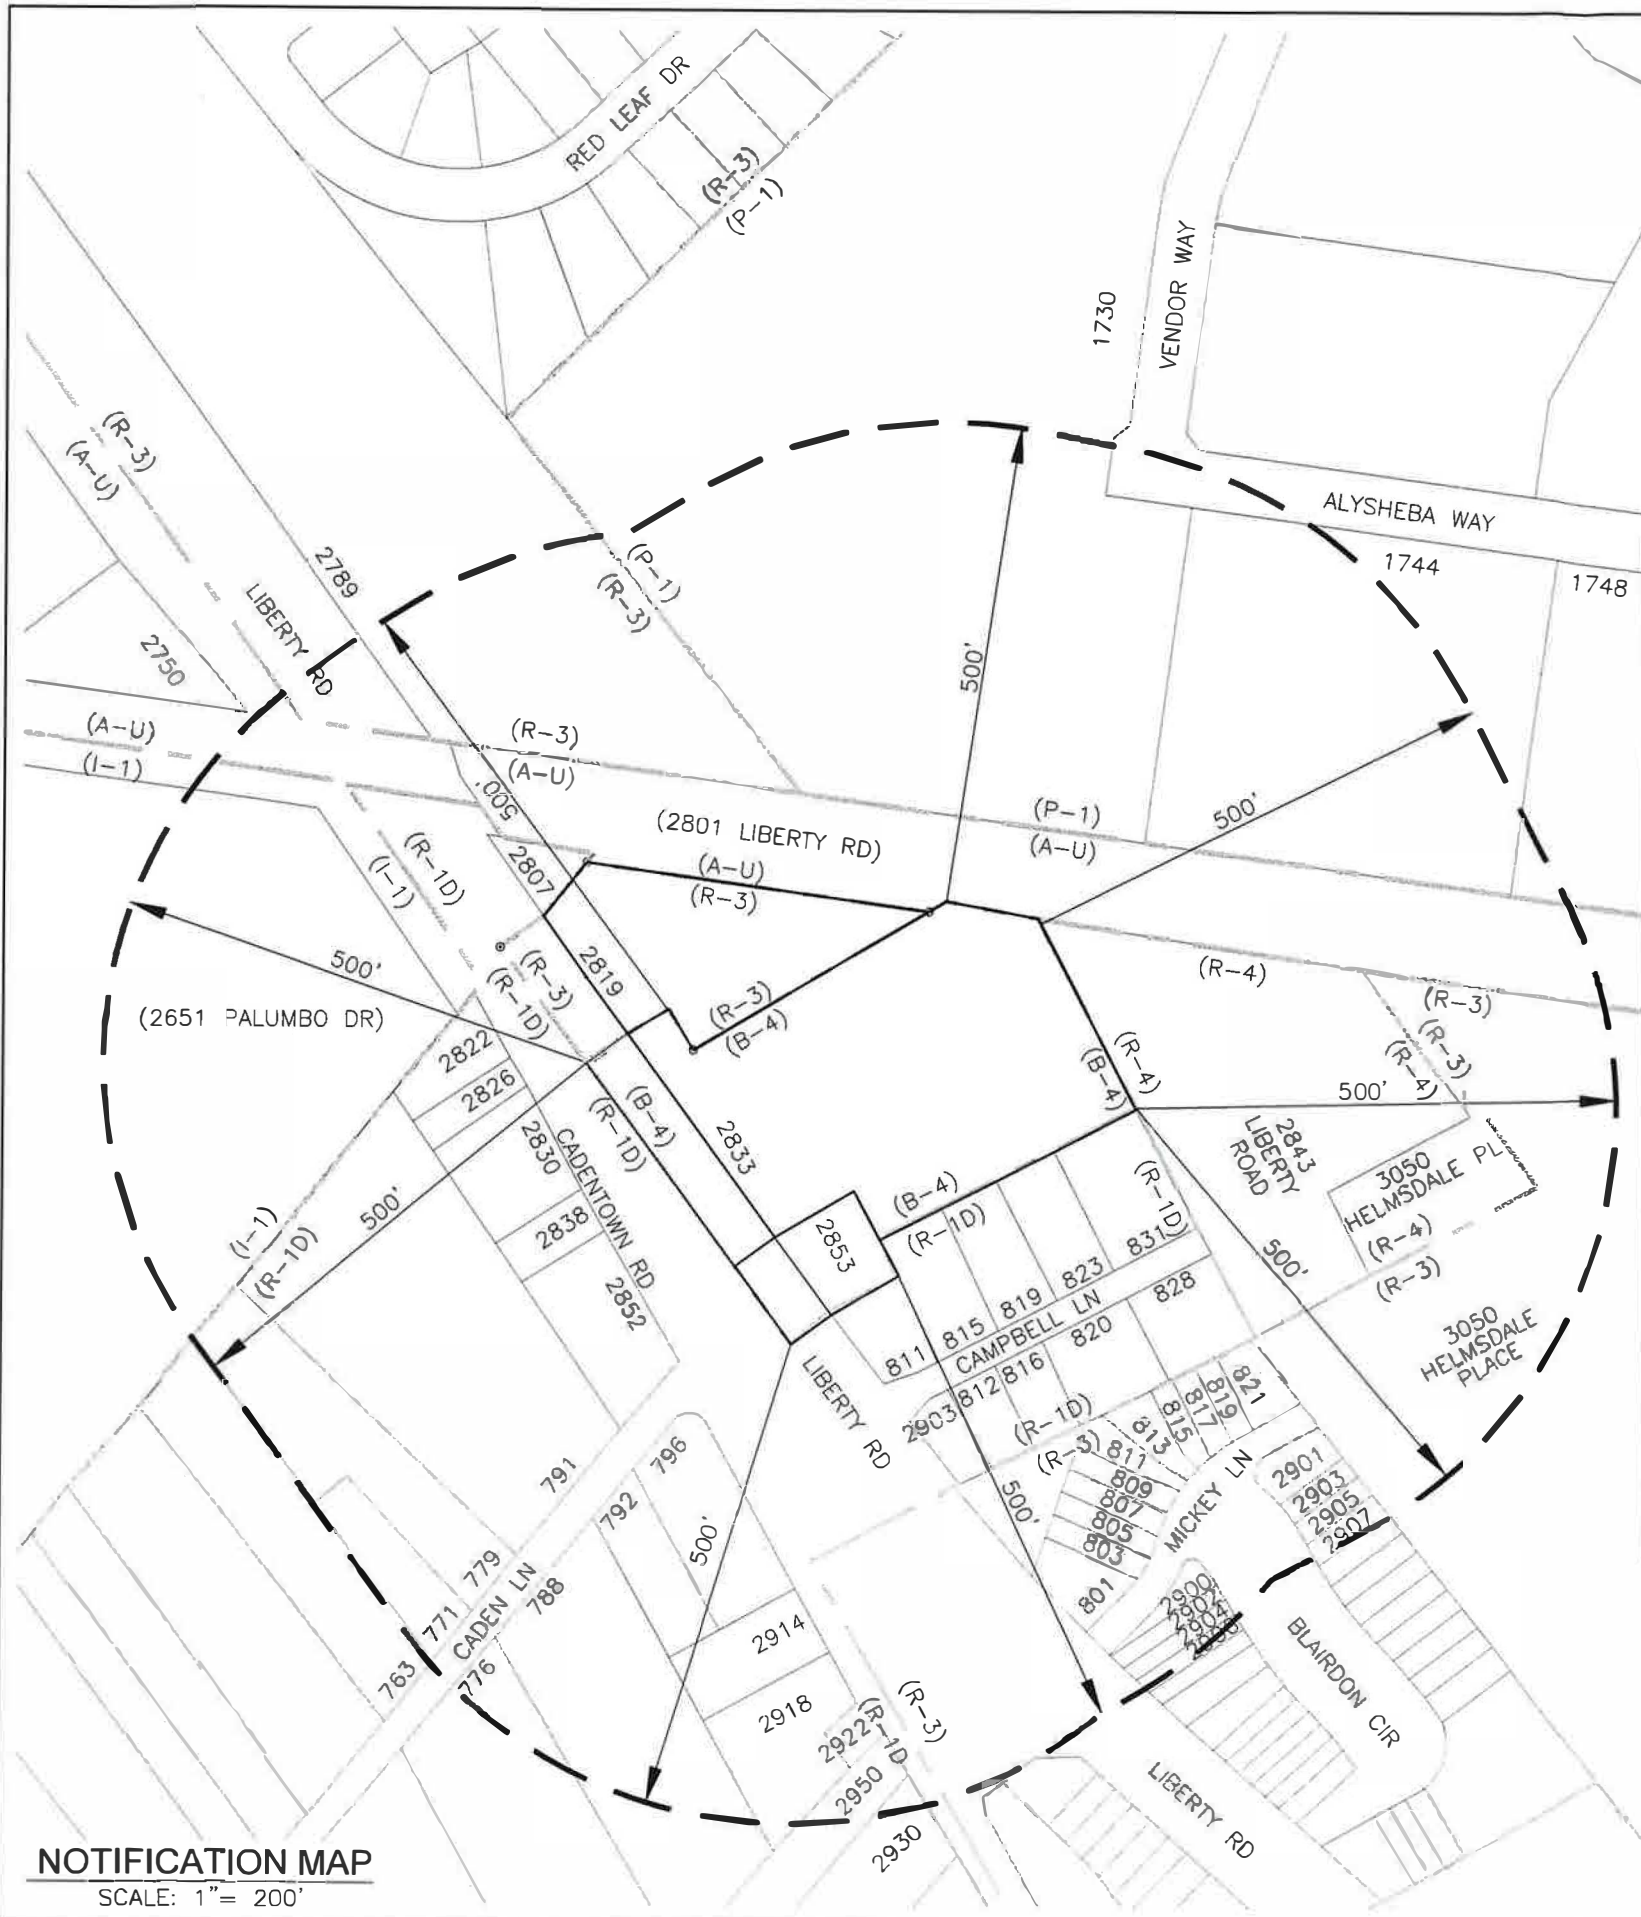 RED LEAF DR
(R-3)
(P-1)
VENDOR WAY
1730
(R-3)
(A-U)
2789
LIBERTY RD
2750
(P-1)
(R-3)
500'
ALYSHEBA WAY
1744
1748
(A-U)
(I-1)
(R-3)
(A-U)
500'
(2801 LIBERTY RD)
(P-1)
(A-U)
500'
2807
(A-U)
(R-3)
(R-1D)
(I-1)
500'
2819
(R-3)
(R-1D)
(R-4)
(R-3)
(R-3)
(R-4)
(2651 PALUMBO DR)
(R-3)
(B-4)
(R-4)
(B-4)
2822
2826
2830
2838
2852
CADENTOWN RD
(B-4)
(R-1D)
2833
500'
2843
LIBERTY
ROAD
3050
HELMSDALE PL
(R-4)
(R-3)
(I-1)
(R-1D)
500'
2853
(B-4)
(R-1D)
(R-1D)
831
823
819
815
811
CAMPBELL LN
828
820
816
812
2903
500'
3050
HELMSDALE
PLACE
LIBERTY RD
(R-1D)
(R-3)
821
819
817
815
813
811
809
807
805
803
801
MICKEY LN
2901
2903
2905
2907
2900
2902
2904
BLAIRDON CIR
500'
791
796
792
779
788
771
CADEN LN
763
776
500'
2914
2918
2922
(R-1D
(R-3)
2950
2930
LIBERTY RD
NOTIFICATION MAP
SCALE: 1"= 200'